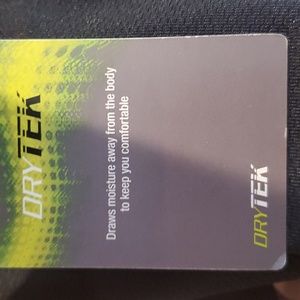 DRYTEK
Draws moisture away from the body
to keep you comfortable
DRYTEK